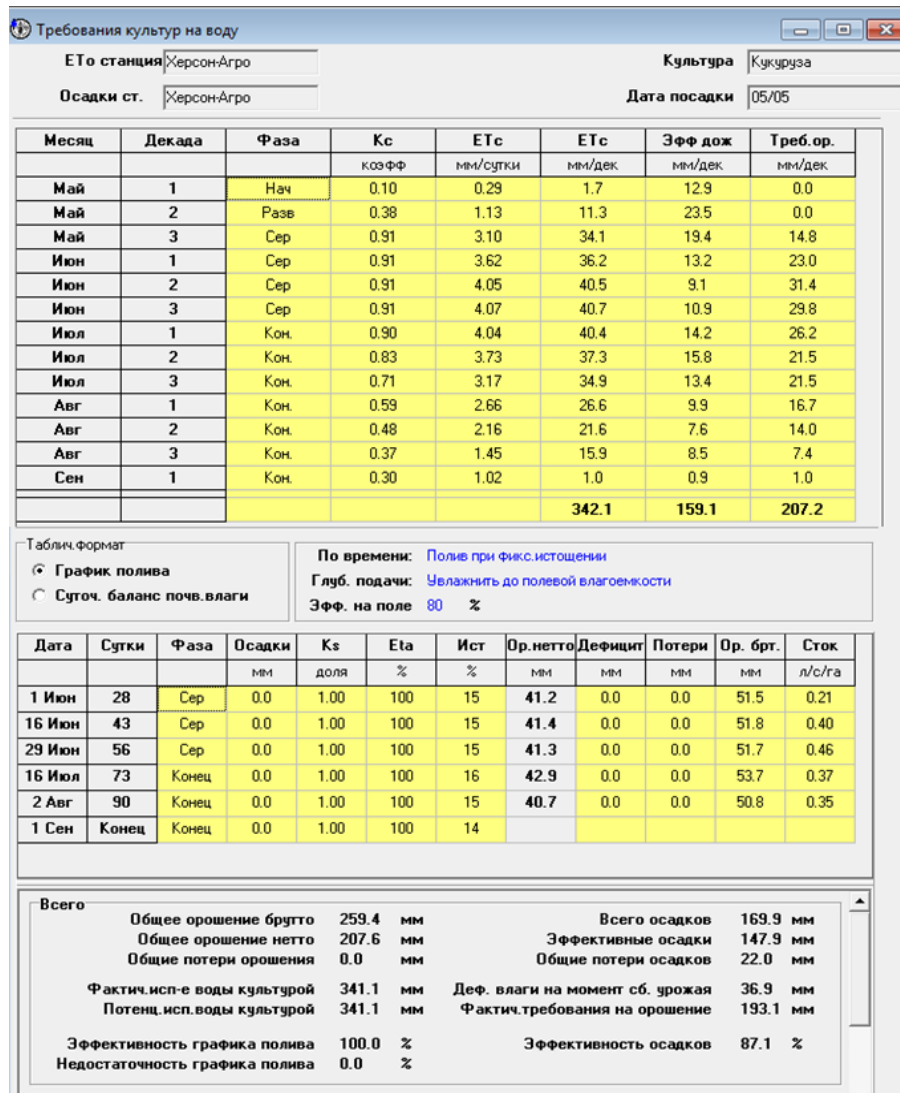 Требования культур на воду
ETo станция Херсон-Агро Культура Кукуруза
Осадки ст. Херсон-Агро Дата посадки 05/05
Месяц Декада Фаза Kc ETc ETc Эфф дож Треб.ор.
коэфф мм/сутки мм/дек мм/дек мм/дек
Май 1 Нач 0.10 0.29 1.7 12.9 0.0
Май 2 Разв 0.38 1.13 11.3 23.5 0.0
Май 3 Сер 0.91 3.10 34.1 19.4 14.8
Июн 1 Сер 0.91 3.62 36.2 13.2 23.0
Июн 2 Сер 0.91 4.05 40.5 9.1 31.4
Июн 3 Сер 0.91 4.07 40.7 10.9 29.8
Июл 1 Кон. 0.90 4.04 40.4 14.2 26.2
Июл 2 Кон. 0.83 3.73 37.3 15.8 21.5
Июл 3 Кон. 0.71 3.17 34.9 13.4 21.5
Авг 1 Кон. 0.59 2.66 26.6 9.9 16.7
Авг 2 Кон. 0.48 2.16 21.6 7.6 14.0
Авг 3 Кон. 0.37 1.45 15.9 8.5 7.4
Сен 1 Кон. 0.30 1.02 1.0 0.9 1.0
342.1 159.1 207.2
Таблич.формат
График полива
Суточ. баланс почв.влаги
По времени: Полив при фикс.истощении
Глуб. подачи: Увлажнить до полевой влагоемкости
Эфф. на поле 80 %
Дата Сутки Фаза Осадки Ks Eta Ист Ор.нетто Дефицит Потери Ор. брт. Сток
мм доля % % мм мм мм мм л/с/га
1 Июн 28 Сер 0.0 1.00 100 15 41.2 0.0 0.0 51.5 0.21
16 Июн 43 Сер 0.0 1.00 100 15 41.4 0.0 0.0 51.8 0.40
29 Июн 56 Сер 0.0 1.00 100 15 41.3 0.0 0.0 51.7 0.46
16 Июл 73 Конец 0.0 1.00 100 16 42.9 0.0 0.0 53.7 0.37
2 Авг 90 Конец 0.0 1.00 100 15 40.7 0.0 0.0 50.8 0.35
1 Сен Конец Конец 0.0 1.00 100 14
Всего
Общее орошение брутто 259.4 мм Всего осадков 169.9 мм
Общее орошение нетто 207.6 мм Эффективные осадки 147.9 мм
Общие потери орошения 0.0 мм Общие потери осадков 22.0 мм
Фактич.исп-е воды культурой 341.1 мм Деф. влаги на момент сб. урожая 36.9 мм
Потенц.исп.воды культурой 341.1 мм Фактич.требования на орошение 193.1 мм
Эффективность графика полива 100.0 % Эффективность осадков 87.1 %
Недостаточность графика полива 0.0 %